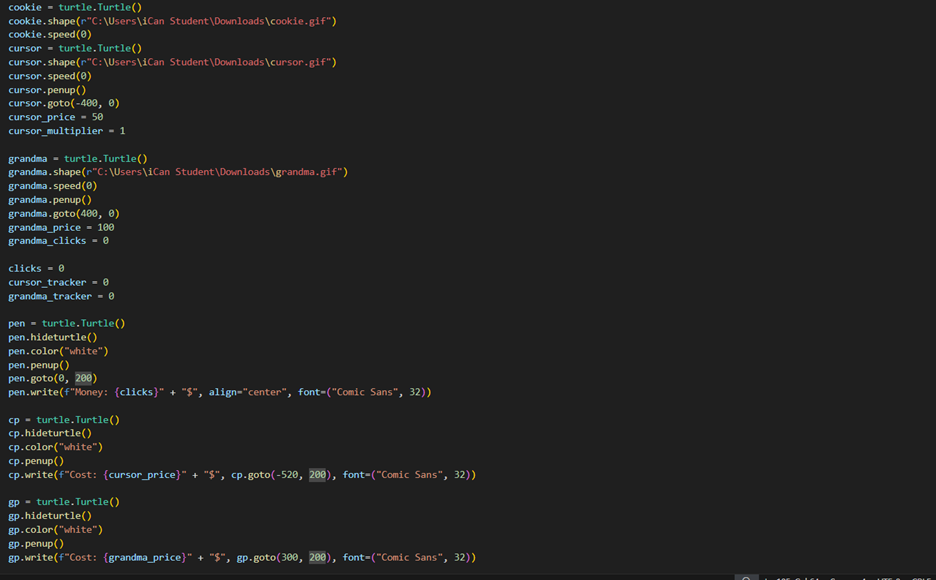 cookie = turtle.Turtle()
cookie.shape(r"C:\Users\iCan Student\Downloads\cookie.gif")
cookie.speed(0)
cursor = turtle.Turtle()
cursor.shape(r"C:\Users\iCan Student\Downloads\cursor.gif")
cursor.speed(0)
cursor.penup()
cursor.goto(-400, 0)
cursor_price = 50
cursor_multiplier = 1
grandma = turtle.Turtle()
grandma.shape(r"C:\Users\iCan Student\Downloads\grandma.gif")
grandma.speed(0)
grandma.penup()
grandma.goto(400, 0)
grandma_price = 100
grandma_clicks = 0
clicks = 0
cursor_tracker = 0
grandma_tracker = 0
pen = turtle.Turtle()
pen.hideturtle()
pen.color("white")
pen.penup()
pen.goto(0, 200)
pen.write(f"Money: {clicks}" + "$", align="center", font=("Comic Sans", 32))
cp = turtle.Turtle()
cp.hideturtle()
cp.color("white")
cp.penup()
cp.write(f"Cost: {cursor_price}" + "$", cp.goto(-520, 200), font=("Comic Sans", 32))
gp = turtle.Turtle()
gp.hideturtle()
gp.color("white")
gp.penup()
gp.write(f"Cost: {grandma_price}" + "$", gp.goto(300, 200), font=("Comic Sans", 32))